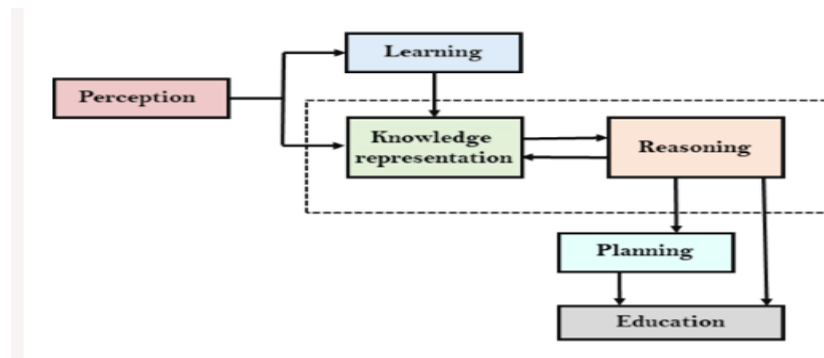 Learning
Perception
Knowledge
representation
Reasoning
Planning
Education